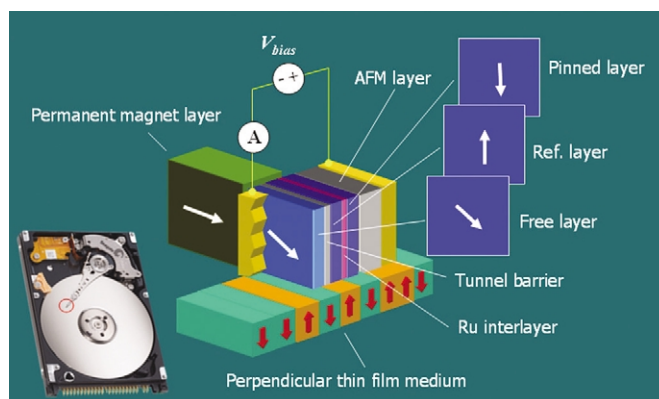 V bias
- +
AFM layer
Pinned layer
Permanent magnet layer
A
Ref. layer
Free layer
Tunnel barrier
Ru interlayer
Perpendicular thin film medium